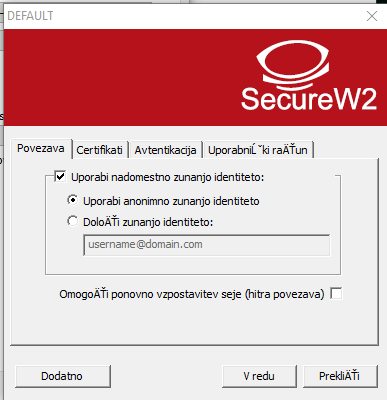 DEFAULT
SecureW2
Povezava
Certifikati
Avtentikacija
UporabniĹˇki raÄŤun
Uporabi nadomestno zunanjo identiteto:
Uporabi anonimno zunanjo identiteto
DoloÄŤi zunanjo identiteto:
username@domain.com
OmogoÄŤi ponovno vzpostavitev seje (hitra povezava)
Dodatno
V redu
PrekliÄŤi